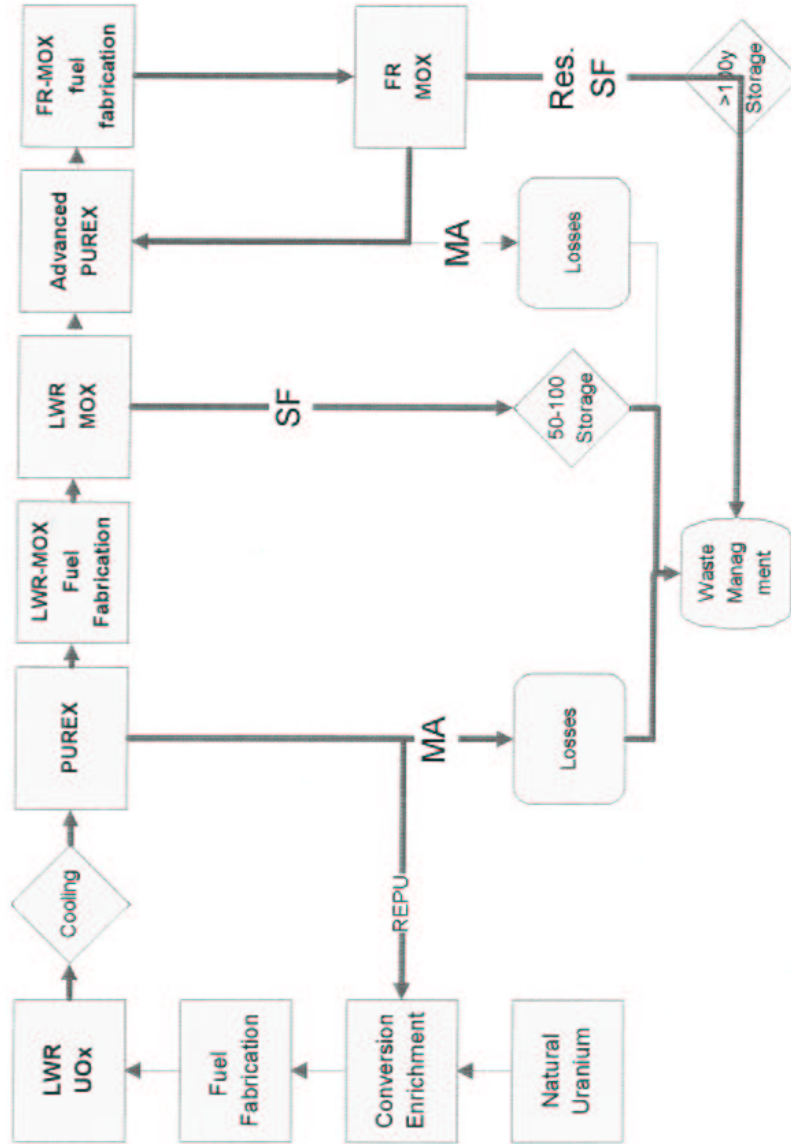 LWR
UOx
Cooling
PUREX
LWR-MOX
Fuel
Fabrication
LWR
MOX
Advanced
PUREX
FR-MOX
fuel
fabrication
Fuel
Fabrication
Conversion
Enrichment
REPU
FR
MOX
MA
SF
MA
Res.
SF
Natural
Uranium
Losses
50-100
Storage
Losses
Waste
Manag
ment
>100y
Storage